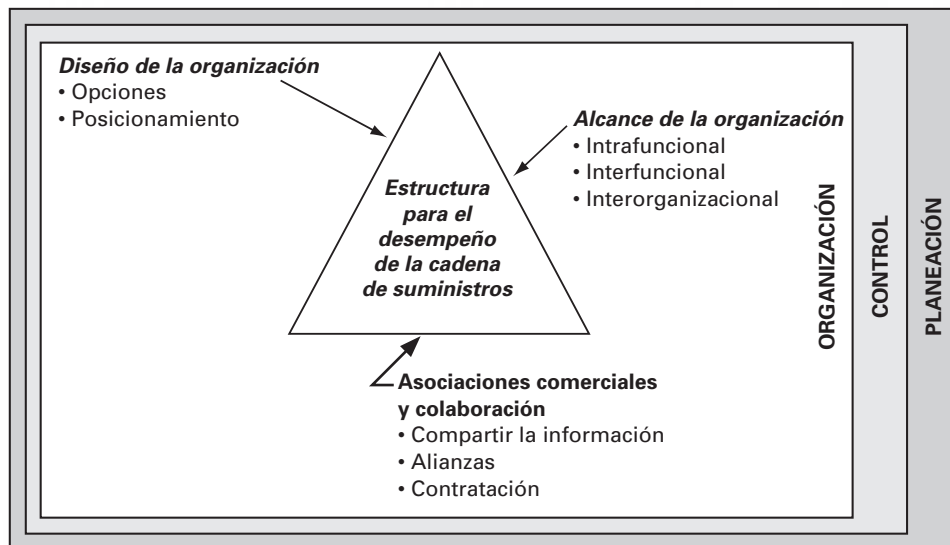 Diseño de la organización
• Opciones
• Posicionamiento
Alcance de la organización
• Intrafuncional
• Interfuncional
• Interorganizacional
Estructura
para el
desempeño
de la cadena
de suministros
Asociaciones comerciales
y colaboración
• Compartir la información
• Alianzas
• Contratación
ORGANIZACIÓN
CONTROL
PLANEACIÓN